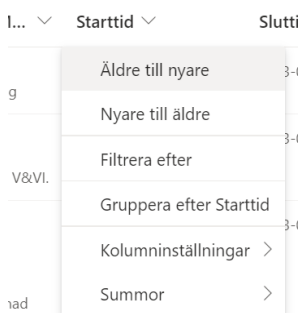 Starttid
Äldre till nyare
Nyare till äldre
Filtrera efter
Gruppera efter Starttid
Kolumninställningar
Summor
V&VI.